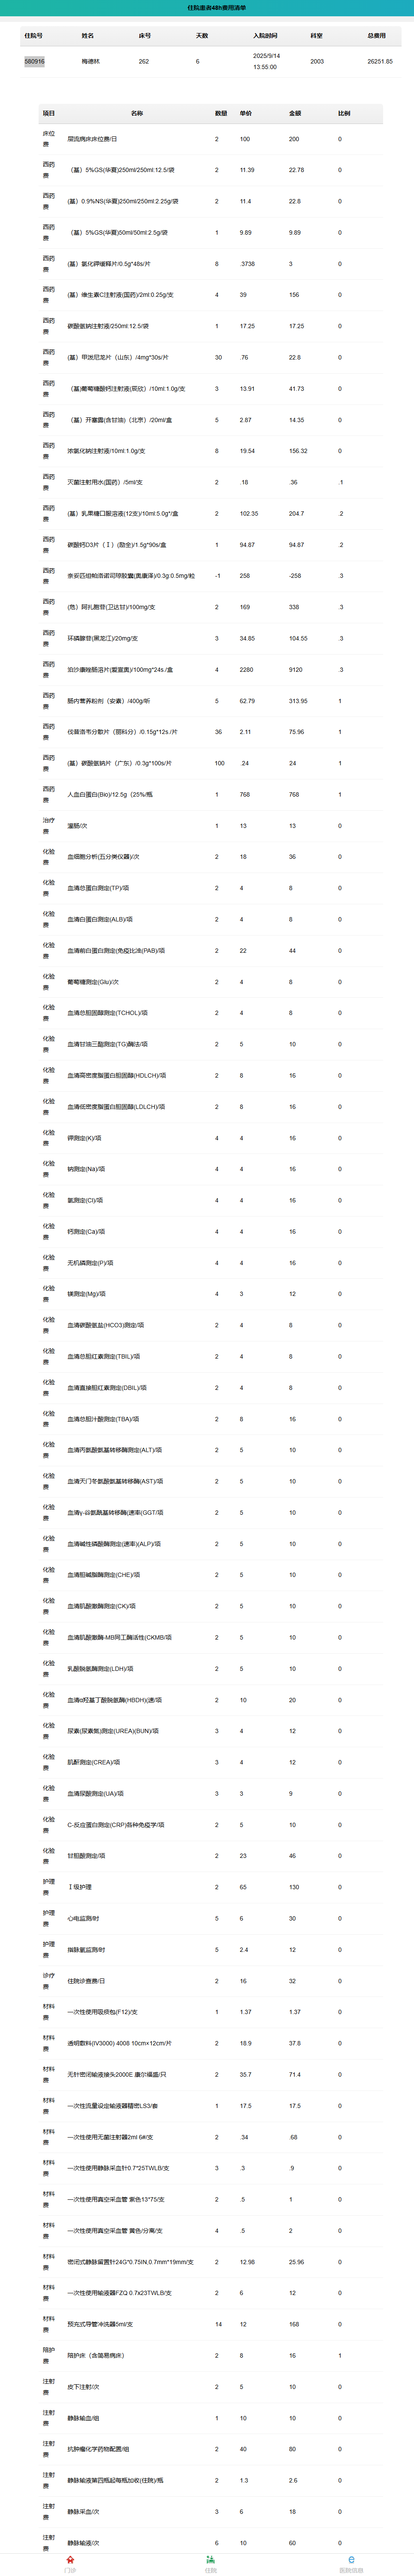 住院患者48h费用清单
住院号 姓名 床号 天数 入院时间 科室 总费用
580916 梅德林 262 6 2025/9/14 13:55:00 2003 26251.85
项目 名称 数量 单价 金额 比例
床位费 层流病床床位费/日 2 100 200 0
西药费 （基）5%GS(华夏)250ml/250ml:12.5/袋 2 11.39 22.78 0
西药费 (基）0.9%NS(华夏)250ml/250ml:2.25g/袋 2 11.4 22.8 0
西药费 （基）5%GS(华夏)50ml/50ml:2.5g/袋 1 9.89 9.89 0
西药费 (基）氯化钾缓释片/0.5g*48s/片 8 .3738 3 0
西药费 (基）维生素C注射液(国药)/2ml:0.25g/支 4 39 156 0
西药费 碳酸氢钠注射液/250ml:12.5/袋 1 17.25 17.25 0
西药费 (基）甲泼尼龙片（山东）/4mg*30s/片 30 .76 22.8 0
西药费 （基)葡萄糖酸钙注射液(辰欣）/10ml:1.0g/支 3 13.91 41.73 0
西药费 （基）开塞露(含甘油)（北京）/20ml/盒 5 2.87 14.35 0
西药费 浓氯化钠注射液/10ml:1.0g/支 8 19.54 156.32 0
西药费 灭菌注射用水(国药）/5ml/支 2 .18 .36 .1
西药费 (基）乳果糖口服溶液(12支)/10ml:5.0g*/盒 2 102.35 204.7 .2
西药费 碳酸钙D3片（Ⅰ）(励全)/1.5g*90s/盒 1 94.87 94.87 .2
西药费 奈妥匹坦帕洛诺司琼胶囊(奥康泽)/0.3g:0.5mg/粒 -1 258 -258 .3
西药费 (危）阿扎胞苷(卫达甘)/100mg/支 2 169 338 .3
西药费 环磷腺苷(黑龙江)/20mg/支 3 34.85 104.55 .3
西药费 泊沙康唑肠溶片(爱宣奥)/100mg*24s./盒 4 2280 9120 .3
西药费 肠内营养粉剂（安素）/400g/听 5 62.79 313.95 1
西药费 伐昔洛韦分散片（丽科分）/0.15g*12s./片 36 2.11 75.96 1
西药费 (基）碳酸氢钠片（广东）/0.3g*100s/片 100 .24 24 1
西药费 人血白蛋白(Bio)/12.5g（25%/瓶 1 768 768 1
治疗费 灌肠/次 1 13 13 0
化验费 血细胞分析(五分类仪器)/次 2 18 36 0
化验费 血清总蛋白测定(TP)/项 2 4 8 0
化验费 血清白蛋白测定(ALB)/项 2 4 8 0
化验费 血清前白蛋白测定(免疫比浊(PAB)/项 2 22 44 0
化验费 葡萄糖测定(Glu)/次 2 4 8 0
化验费 血清总胆固醇测定(TCHOL)/项 2 4 8 0
化验费 血清甘油三酯测定(TG)酶法/项 2 5 10 0
化验费 血清高密度脂蛋白胆固醇(HDLCH)/项 2 8 16 0
化验费 血清低密度脂蛋白胆固醇(LDLCH)/项 2 8 16 0
化验费 钾测定(K)/项 4 4 16 0
化验费 钠测定(Na)/项 4 4 16 0
化验费 氯测定(Cl)/项 4 4 16 0
化验费 钙测定(Ca)/项 4 4 16 0
化验费 无机磷测定(P)/项 4 4 16 0
化验费 镁测定(Mg)/项 4 3 12 0
化验费 血清碳酸氢盐(HCO3)测定/项 2 4 8 0
化验费 血清总胆红素测定(TBIL)/项 2 4 8 0
化验费 血清直接胆红素测定(DBIL)/项 2 4 8 0
化验费 血清总胆汁酸测定(TBA)/项 2 8 16 0
化验费 血清丙氨酸氨基转移酶测定(ALT)/项 2 5 10 0
化验费 血清天门冬氨酸氨基转移酶(AST)/项 2 5 10 0
化验费 血清γ-谷氨酰基转移酶(速率(GGT/项 2 5 10 0
化验费 血清碱性磷酸酶测定(速率)(ALP)/项 2 5 10 0
化验费 血清胆碱脂酶测定(CHE)/项 2 5 10 0
化验费 血清肌酸激酶测定(CK)/项 2 5 10 0
化验费 血清肌酸激酶-MB同工酶活性(CKMB/项 2 5 10 0
化验费 乳酸脱氢酶测定(LDH)/项 2 5 10 0
化验费 血清α羟基丁酸脱氢酶(HBDH)(速/项 2 10 20 0
化验费 尿素(尿素氮)测定(UREA)(BUN)/项 3 4 12 0
化验费 肌酐测定(CREA)/项 3 4 12 0
化验费 血清尿酸测定(UA)/项 3 3 9 0
化验费 C-反应蛋白测定(CRP)各种免疫学/项 2 5 10 0
化验费 甘胆酸测定/项 2 23 46 0
护理费 Ⅰ级护理 2 65 130 0
护理费 心电监测/时 5 6 30 0
护理费 指脉氧监测/时 5 2.4 12 0
诊疗费 住院诊查费/日 2 16 32 0
材料费 一次性使用吸痰包(F12)/支 1 1.37 1.37 0
材料费 透明敷料(IV3000) 4008 10cm×12cm/片 2 18.9 37.8 0
材料费 无针密闭输液接头2000E.康尔福盛/只 2 35.7 71.4 0
材料费 一次性流量设定输液器精密LS3/套 1 17.5 17.5 0
材料费 一次性使用无菌注射器2ml 6#/支 2 .34 .68 0
材料费 一次性使用静脉采血针0.7*25TWLB/支 3 .3 .9 0
材料费 一次性使用真空采血管 紫色13*75/支 2 .5 1 0
材料费 一次性使用真空采血管 黄色/分离/支 4 .5 2 0
材料费 密闭式静脉留置针24G*0.75IN,0.7mm*19mm/支 2 12.98 25.96 0
材料费 一次性使用输液器FZQ 0.7x23TWLB/支 2 6 12 0
材料费 预充式导管冲洗器5ml/支 14 12 168 0
陪护费 陪护床（含简易病床） 2 8 16 1
注射费 皮下注射/次 2 5 10 0
注射费 静脉输血/组 1 10 10 0
注射费 抗肿瘤化学药物配置/组 2 40 80 0
注射费 静脉输液第四瓶起每瓶加收(住院)/瓶 2 1.3 2.6 0
注射费 静脉采血/次 3 6 18 0
注射费 静脉输液/次 6 10 60 0
门诊 住院 医院信息